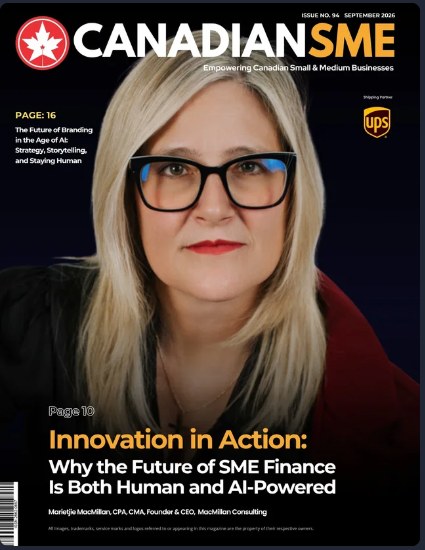 ISSUE NO. 94 SEPTEMBER 2026
CANADIANSME
Empowering Canadian Small & Medium Businesses
Shipping Partner
ups
PAGE: 16
The Future of Branding
in the Age of AI:
Strategy, Storytelling,
and Staying Human
Page 10
Innovation in Action:
Why the Future of SME Finance
Is Both Human and AI-Powered
Marietjie MacMillan, CPA, CMA, Founder & CEO, MacMillan Consulting
All images, trademarks, service marks and logos referred to or appearing in this magazine are the property of their respective owners.